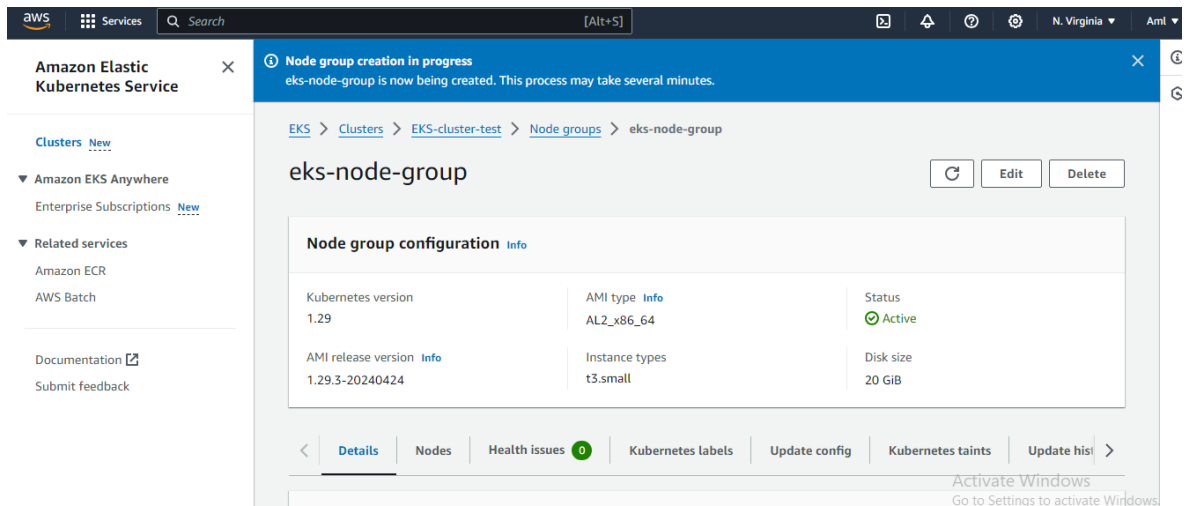 aws Services Search [Alt+S] N. Virginia Aml
Amazon Elastic
Kubernetes Service
Clusters New
Amazon EKS Anywhere
Enterprise Subscriptions New
Related services
Amazon ECR
AWS Batch
Documentation
Submit feedback
Node group creation in progress
eks-node-group is now being created. This process may take several minutes.
EKS > Clusters > EKS-cluster-test > Node groups > eks-node-group
eks-node-group
Edit Delete
Node group configuration Info
Kubernetes version
1.29
AMI type Info
AL2_x86_64
Status
Active
AMI release version Info
1.29.3-20240424
Instance types
t3.small
Disk size
20 GiB
Details Nodes Health issues 0 Kubernetes labels Update config Kubernetes taints Update hist
Activate Windows
Go to Settings to activate Windows.